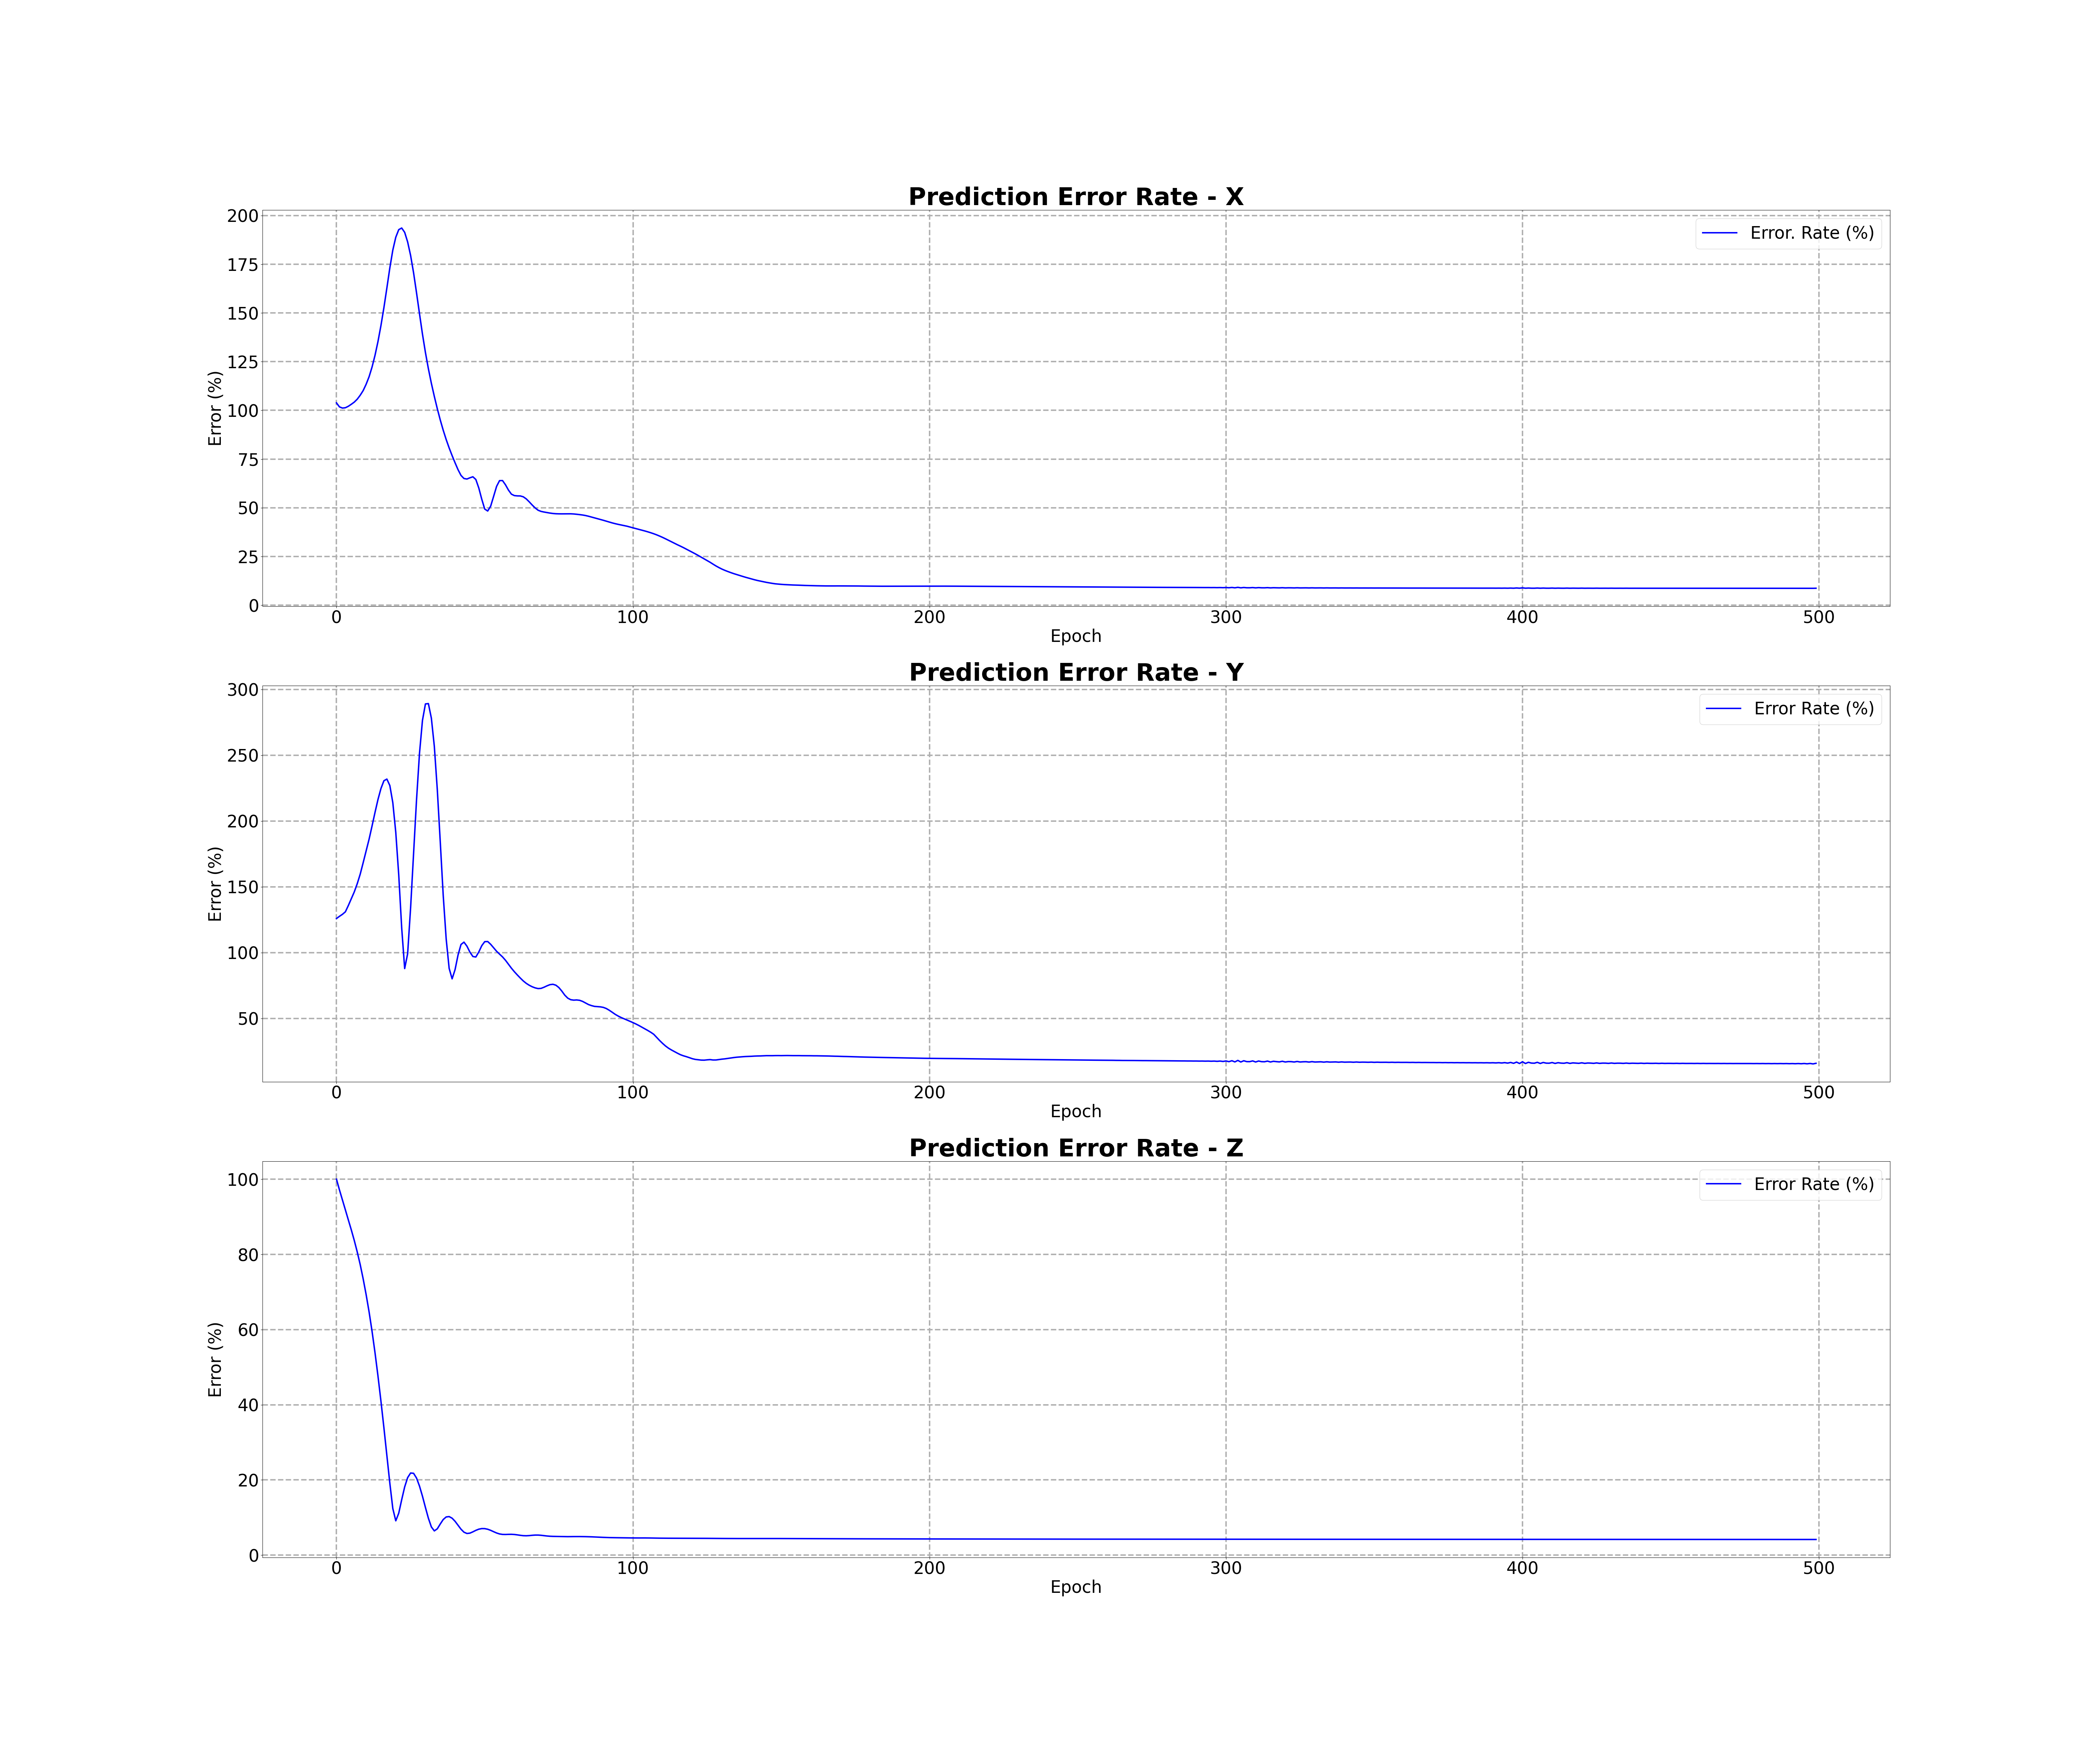 Prediction Error Rate - X
Error. Rate (%)
200
175
150
125
100
75
50
25
0
Error (%)
0 100 200 300 400 500
Epoch
Prediction Error Rate - Y
Error Rate (%)
300
250
200
150
100
50
Error (%)
0 100 200 300 400 500
Epoch
Prediction Error Rate - Z
Error Rate (%)
100
80
60
40
20
0
Error (%)
0 100 200 300 400 500
Epoch